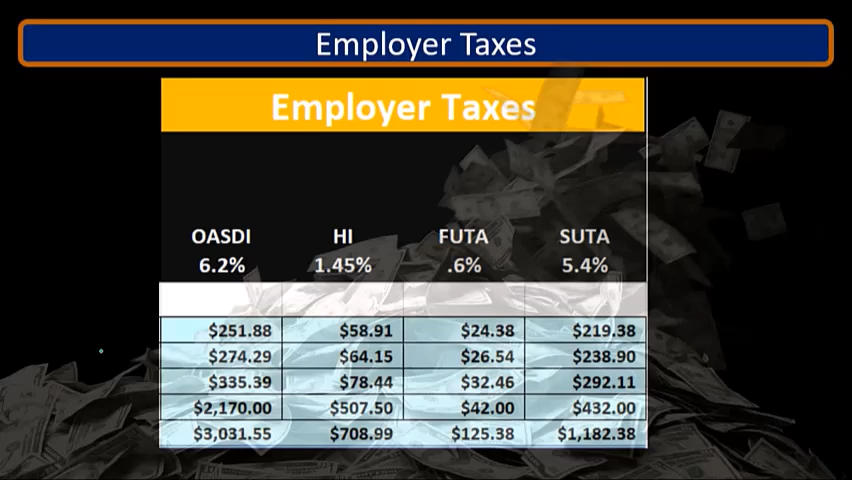 Employer Taxes
Employer Taxes
OASDI HI FUTA SUTA
6.2% 1.45% .6% 5.4%
$251.88 $58.91 $24.38 $219.38
$274.29 $64.15 $26.54 $238.90
$335.39 $78.44 $32.46 $292.11
$2,170.00 $507.50 $42.00 $432.00
$3,031.55 $708.99 $125.38 $1,182.38